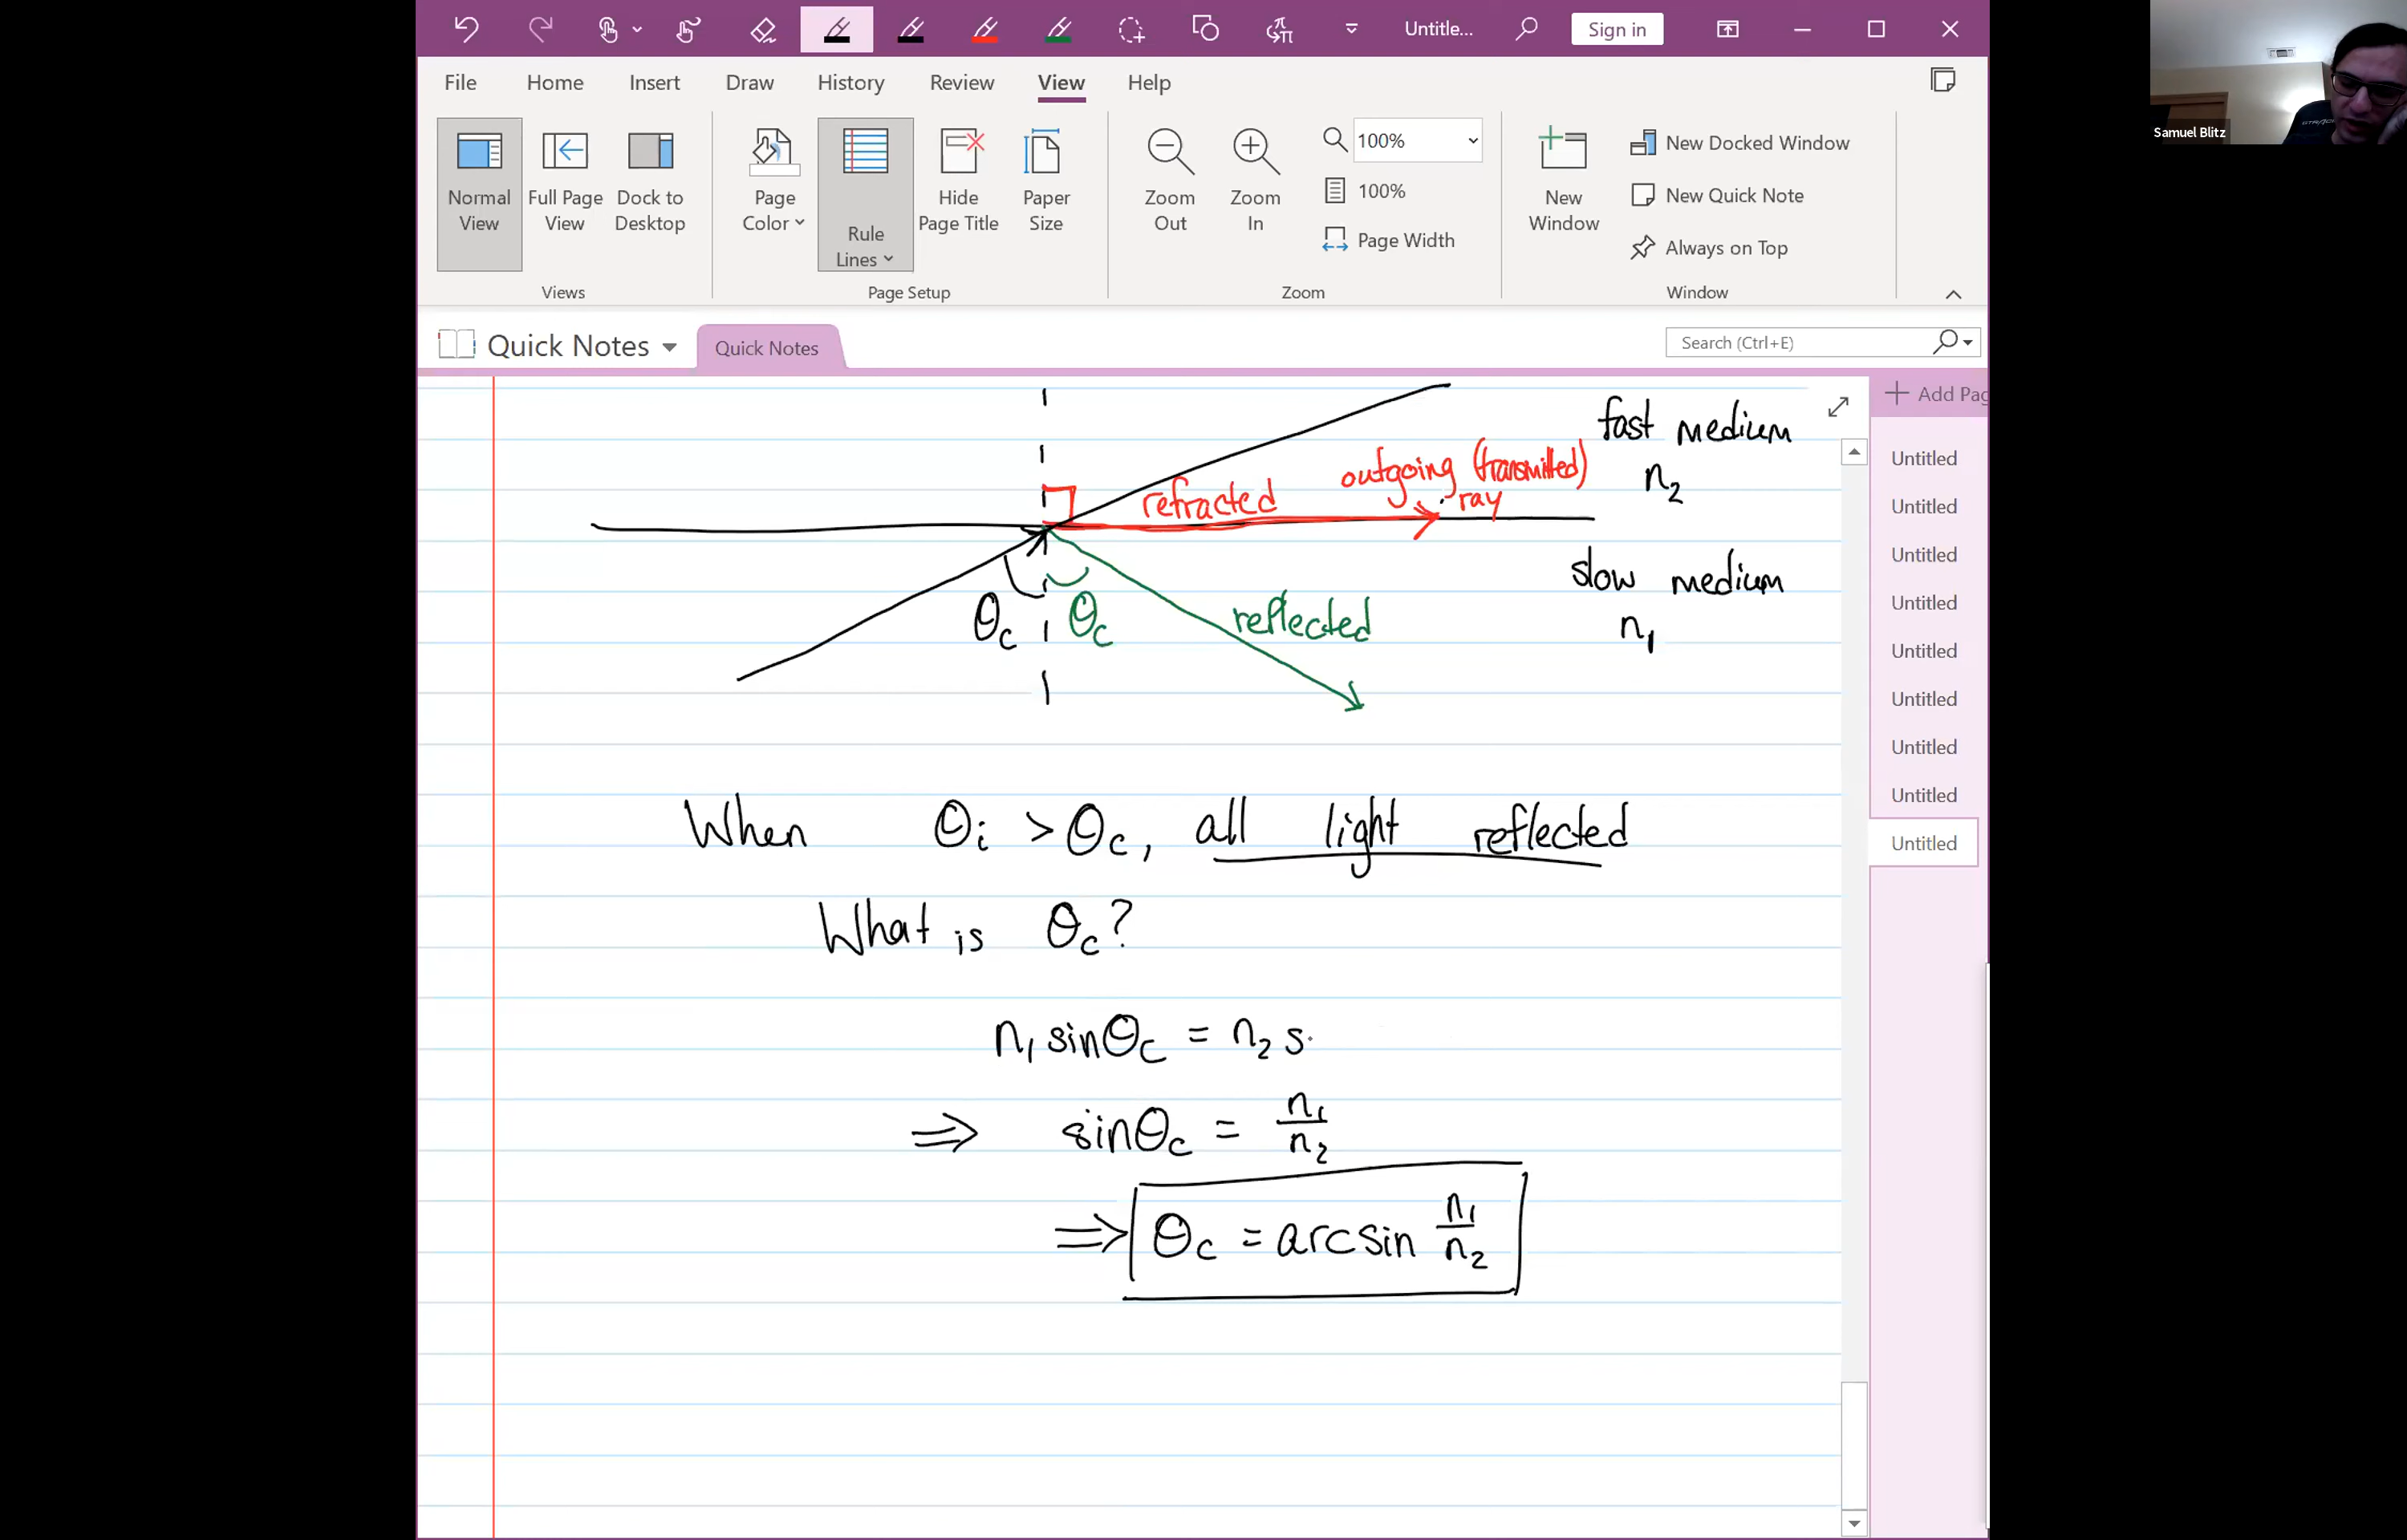 Untitle...
Sign in
File Home Insert Draw History Review View Help
Normal View
Full Page View
Dock to Desktop
Views
Page Color
Rule Lines
Hide Page Title
Paper Size
Page Setup
Zoom Out
Zoom In
100%
100%
Page Width
Zoom
New Window
New Docked Window
New Quick Note
Always on Top
Window
Samuel Blitz
Quick Notes
Quick Notes
Search (Ctrl+E)
Add Pag
Untitled
Untitled
Untitled
Untitled
Untitled
Untitled
Untitled
Untitled
Untitled
fast medium
n₂
outgoing (transmitted)
ray
refracted
slow medium
n₁
θc
θc
reflected
When θi > θc, all light reflected
What is θc?
n₁ sinθc = n₂ s
⇒ sinθc = n₁/n₂
⇒ θc = arcsin n₁/n₂